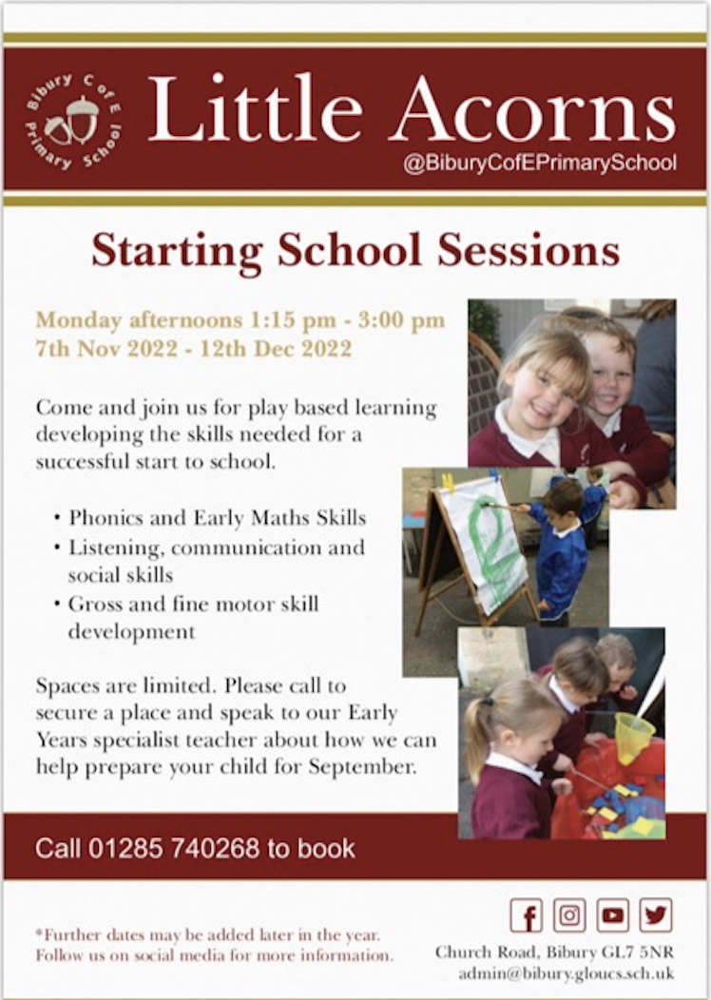 Bibury C of E
Primary School
Little Acorns
@BiburyCofEPrimarySchool
Starting School Sessions
Monday afternoons 1:15 pm - 3:00 pm
7th Nov 2022 - 12th Dec 2022
Come and join us for play based learning
developing the skills needed for a
successful start to school.
• Phonics and Early Maths Skills
• Listening, communication and
social skills
• Gross and fine motor skill
development
Spaces are limited. Please call to
secure a place and speak to our Early
Years specialist teacher about how we can
help prepare your child for September.
Call 01285 740268 to book
*Further dates may be added later in the year.
Follow us on social media for more information.
Church Road, Bibury GL7 5NR
admin@bibury.gloucs.sch.uk